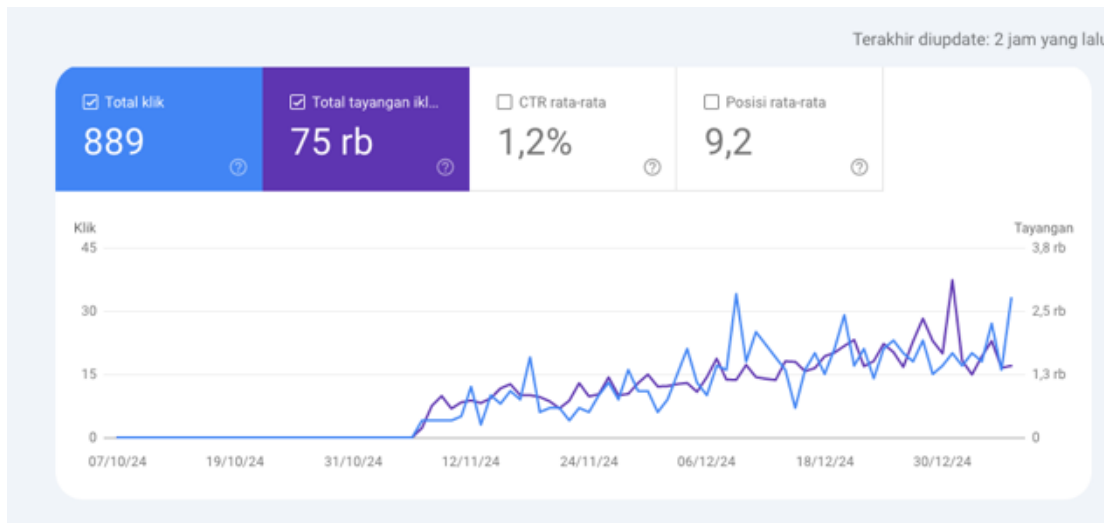 Terakhir diupdate: 2 jam yang lalu
Total klik
889
Total tayangan ikl...
75 rb
CTR rata-rata
1,2%
Posisi rata-rata
9,2
Klik
Tayangan
45
3,8 rb
30
2,5 rb
15
1,3 rb
0
0
07/10/24 19/10/24 31/10/24 12/11/24 24/11/24 06/12/24 18/12/24 30/12/24